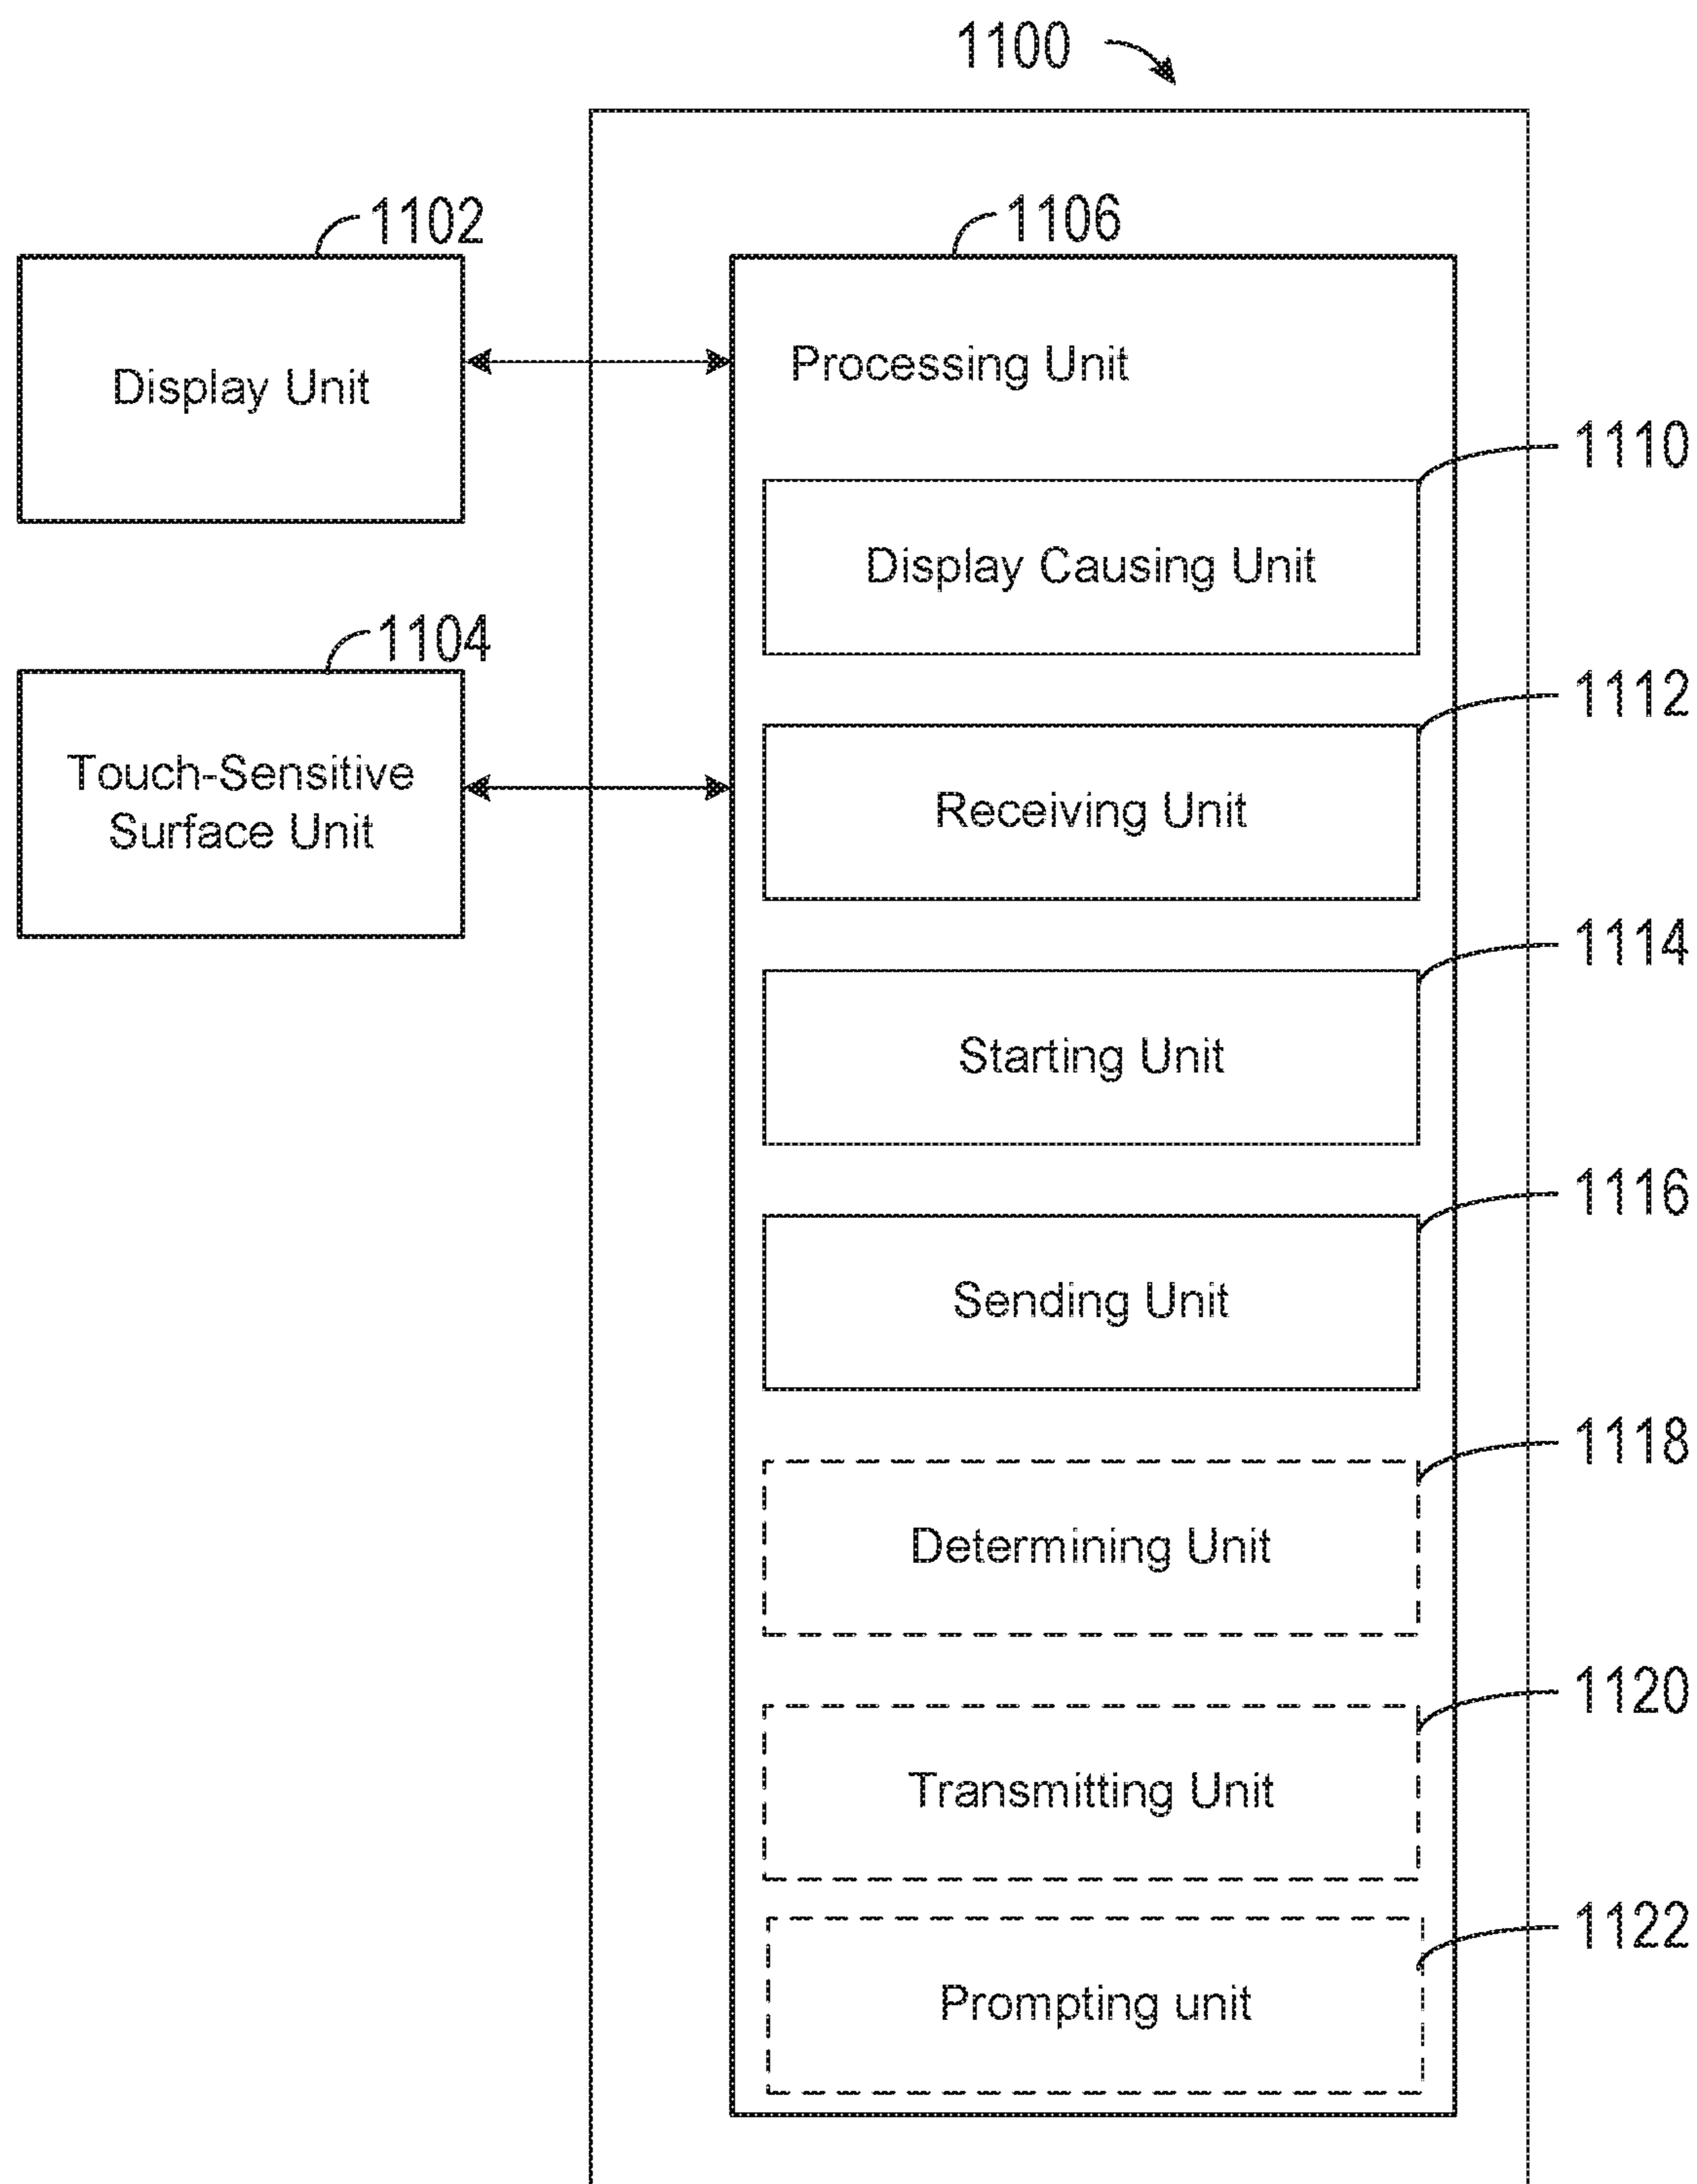 1100
1102
1106
Display Unit
Processing Unit
1110
Display Causing Unit
1104
1112
Touch-Sensitive
Surface Unit
Receiving Unit
1114
Starting Unit
1116
Sending Unit
1118
Determining Unit
1120
Transmitting Unit
1122
Prompting unit